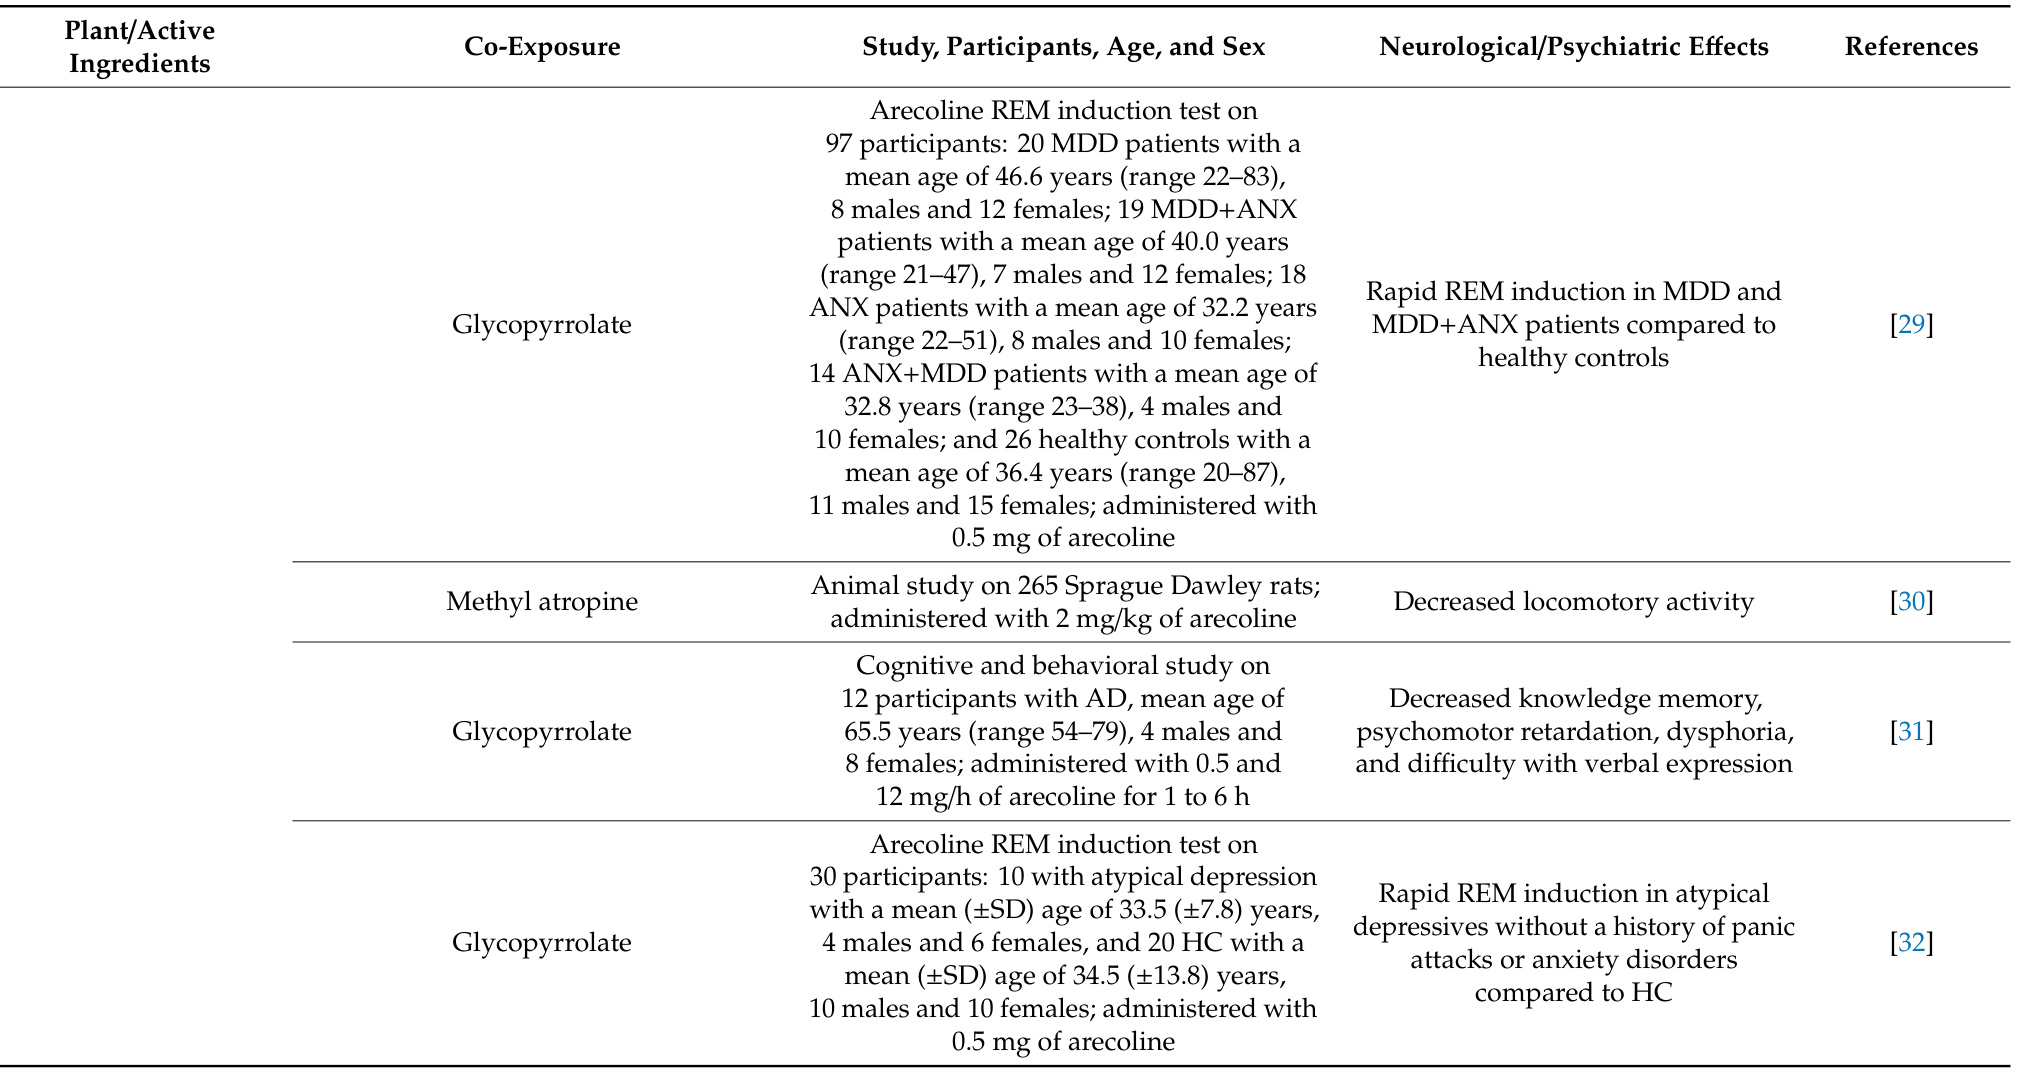 Plant/Active
Ingredients
Co-Exposure
Study, Participants, Age, and Sex
Neurological/Psychiatric Effects
References
Glycopyrrolate
Arecoline REM induction test on
97 participants: 20 MDD patients with a
mean age of 46.6 years (range 22–83),
8 males and 12 females; 19 MDD+ANX
patients with a mean age of 40.0 years
(range 21–47), 7 males and 12 females; 18
ANX patients with a mean age of 32.2 years
(range 22–51), 8 males and 10 females;
14 ANX+MDD patients with a mean age of
32.8 years (range 23–38), 4 males and
10 females; and 26 healthy controls with a
mean age of 36.4 years (range 20–87),
11 males and 15 females; administered with
0.5 mg of arecoline
Rapid REM induction in MDD and
MDD+ANX patients compared to
healthy controls
[29]
Methyl atropine
Animal study on 265 Sprague Dawley rats;
administered with 2 mg/kg of arecoline
Decreased locomotory activity
[30]
Glycopyrrolate
Cognitive and behavioral study on
12 participants with AD, mean age of
65.5 years (range 54–79), 4 males and
8 females; administered with 0.5 and
12 mg/h of arecoline for 1 to 6 h
Decreased knowledge memory,
psychomotor retardation, dysphoria,
and difficulty with verbal expression
[31]
Glycopyrrolate
Arecoline REM induction test on
30 participants: 10 with atypical depression
with a mean (±SD) age of 33.5 (±7.8) years,
4 males and 6 females, and 20 HC with a
mean (±SD) age of 34.5 (±13.8) years,
10 males and 10 females; administered with
0.5 mg of arecoline
Rapid REM induction in atypical
depressives without a history of panic
attacks or anxiety disorders
compared to HC
[32]